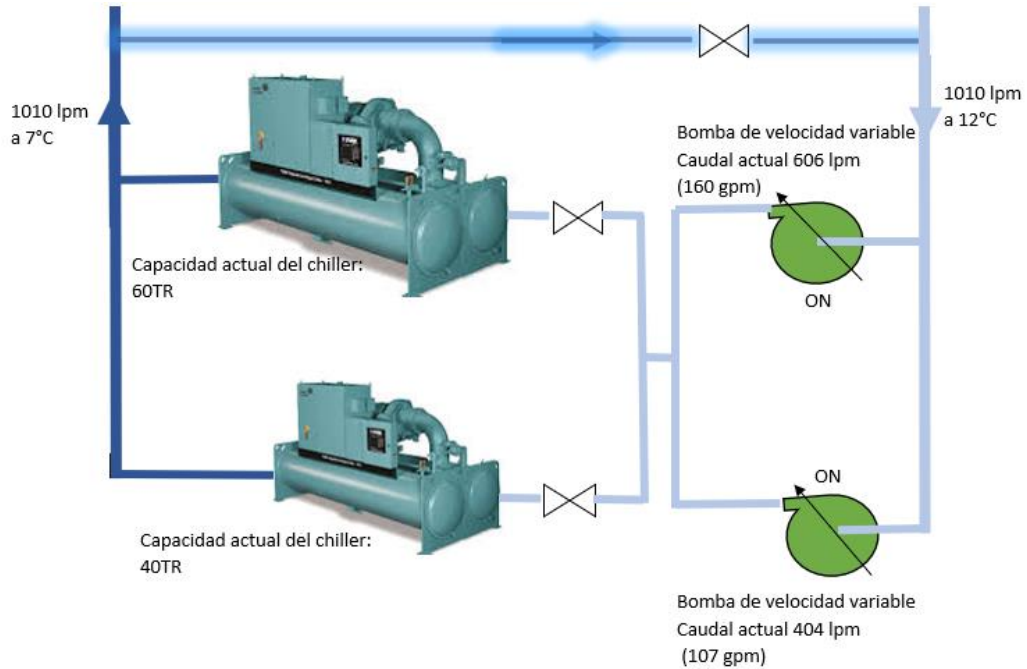 1010 lpm
a 7°C
1010 lpm
a 12°C
Bomba de velocidad variable
Caudal actual 606 lpm
(160 gpm)
ON
Capacidad actual del chiller:
60TR
ON
Capacidad actual del chiller:
40TR
Bomba de velocidad variable
Caudal actual 404 lpm
(107 gpm)